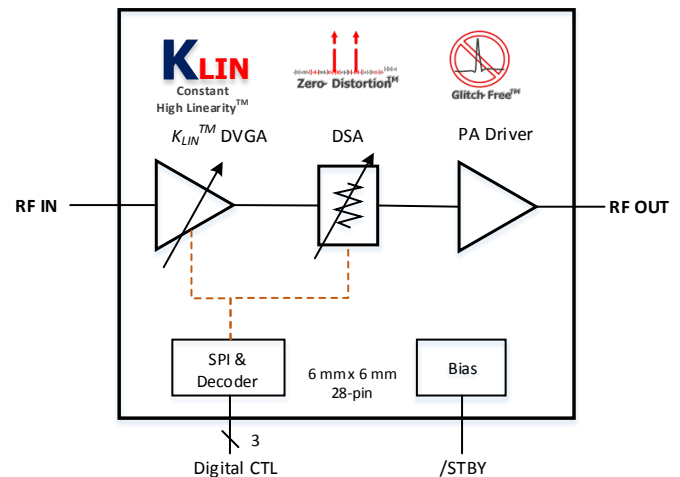 KLIN
Constant
High Linearity™
Zero-Distortion™
Glitch-Free™
KLIN™ DVGA
DSA
PA Driver
RF IN
RF OUT
SPI &
Decoder
6 mm x 6 mm
28-pin
Bias
3
Digital CTL
/STBY